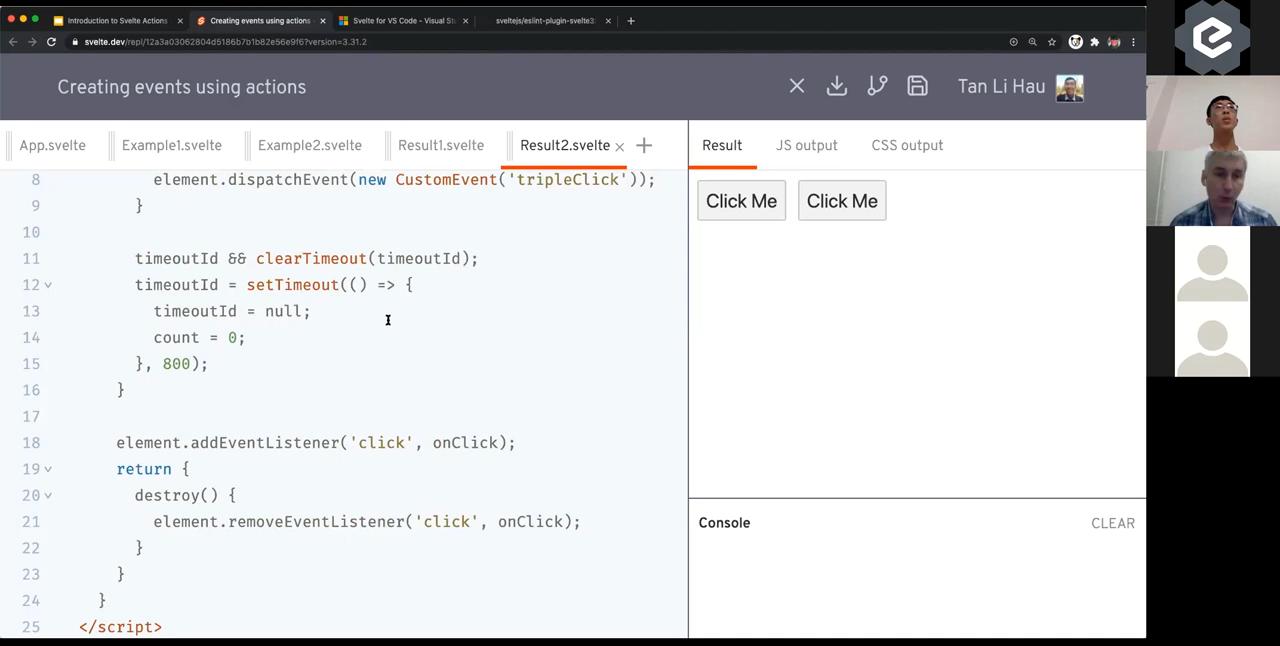 Introduction to Svelte Actions
Creating events using actions
Svelte for VS Code - Visual Stu
sveltejs/eslint-plugin-svelte3:
svelte.dev/repl/12a3a03062804d5186b7b1b82e56e9f6?version=3.31.2
Creating events using actions
Tan Li Hau
App.svelte
Example1.svelte
Example2.svelte
Result1.svelte
Result2.svelte
Result
JS output
CSS output
8 element.dispatchEvent(new CustomEvent('tripleClick'));
9 }
10
11 timeoutId && clearTimeout(timeoutId);
12 timeoutId = setTimeout(() => {
13 timeoutId = null;
14 count = 0;
15 }, 800);
16 }
17
18 element.addEventListener('click', onClick);
19 return {
20 destroy() {
21 element.removeEventListener('click', onClick);
22 }
23 }
24 }
25 </script>
Click Me
Click Me
Console
CLEAR